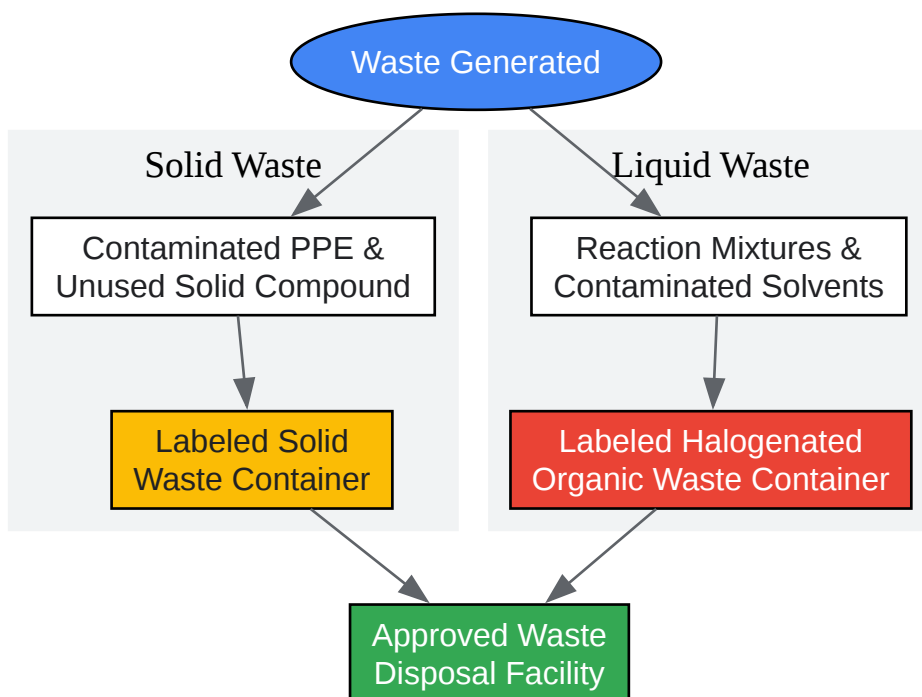 Waste Generated
Solid Waste
Contaminated PPE &
Unused Solid Compound
Labeled Solid
Waste Container
Liquid Waste
Reaction Mixtures &
Contaminated Solvents
Labeled Halogenated
Organic Waste Container
Approved Waste
Disposal Facility